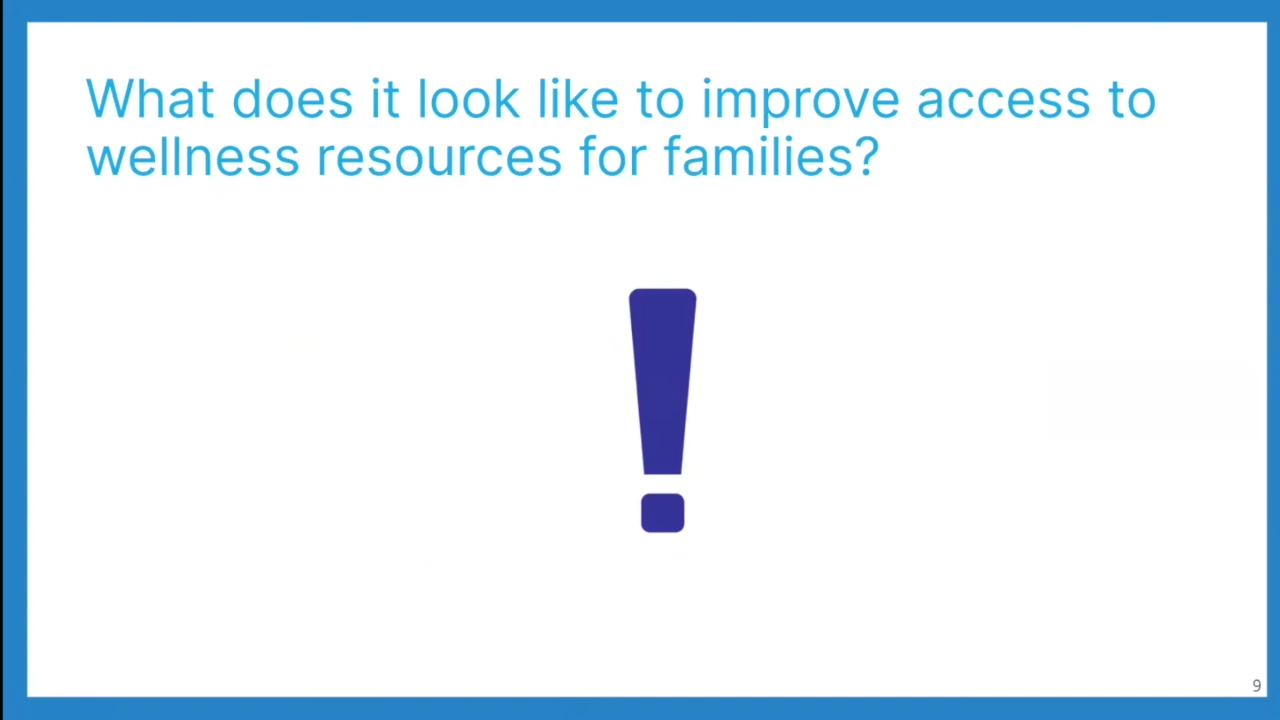 What does it look like to improve access to
wellness resources for families?
!
9